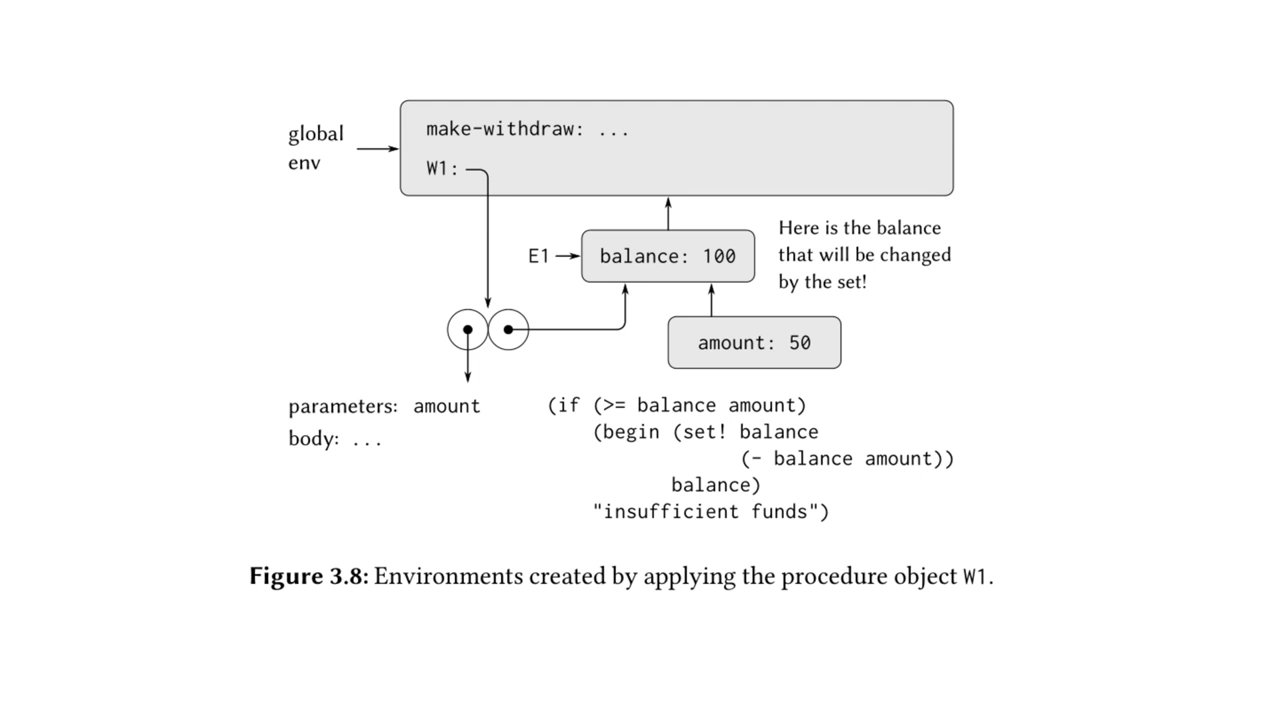 global
env
make-withdraw: ...
W1:
E1
balance: 100
Here is the balance
that will be changed
by the set!
amount: 50
parameters: amount
body: ...
(if (>= balance amount)
(begin (set! balance
(- balance amount))
balance)
"insufficient funds")
Figure 3.8: Environments created by applying the procedure object W1.